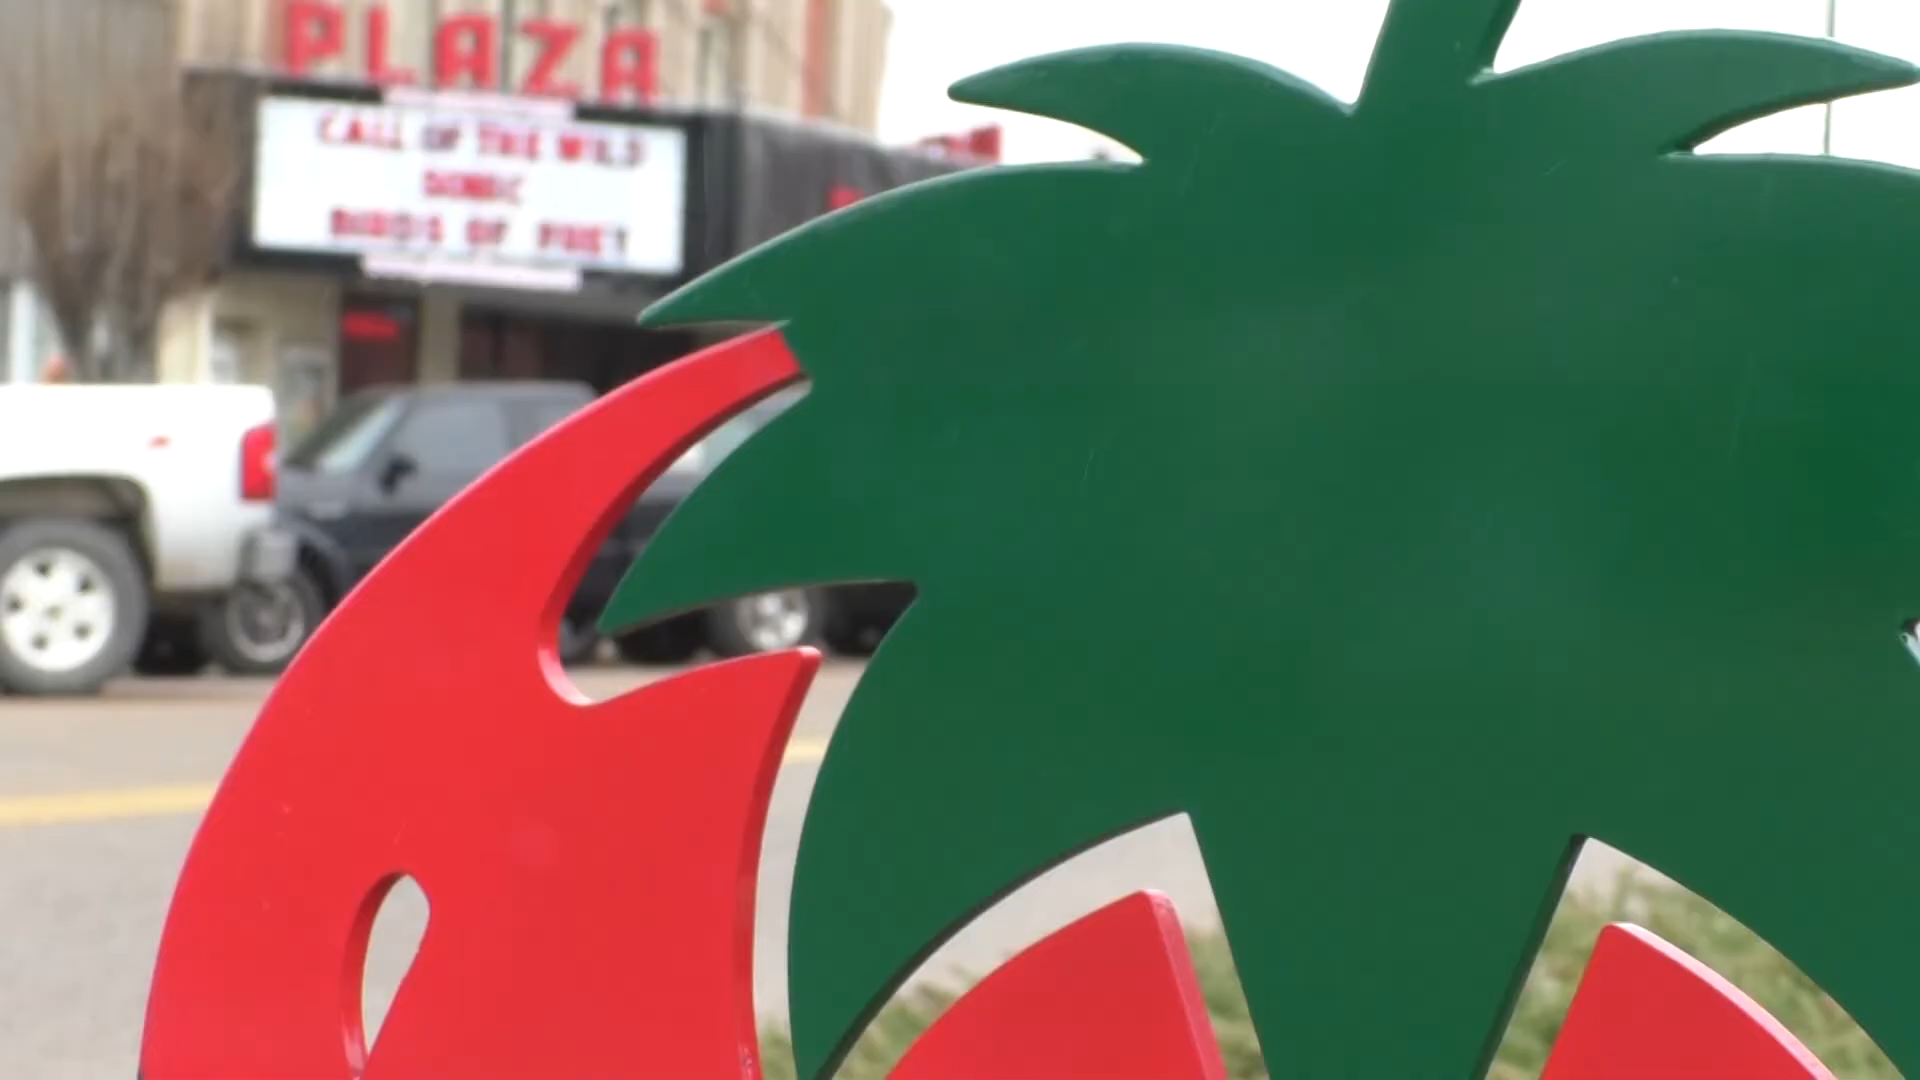 PLAZA
CALL OF THE WILD
SONIC
BIRDS OF PREY